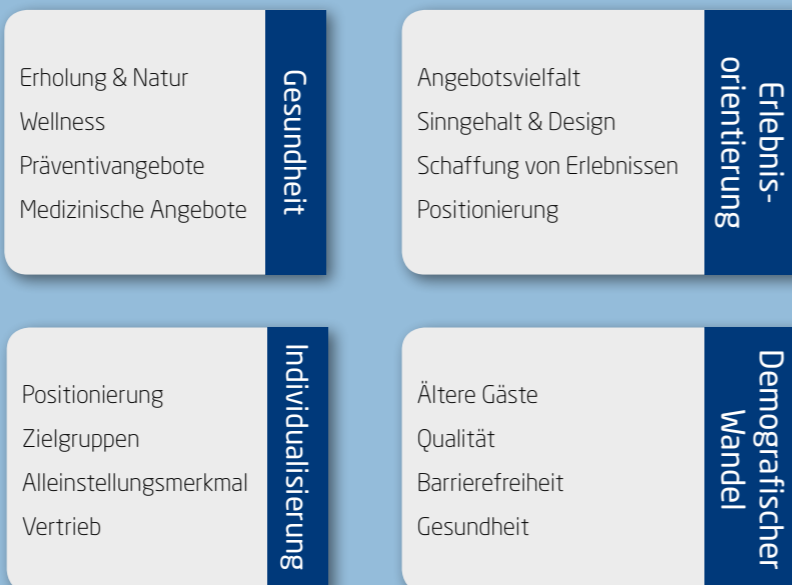 Erholung & Natur
Wellness
Präventivangebote
Medizinische Angebote
Gesundheit
Angebotsvielfalt
Sinngehalt & Design
Schaffung von Erlebnissen
Positionierung
Erlebnis-
orientierung
Positionierung
Zielgruppen
Alleinstellungsmerkmal
Vertrieb
Individualisierung
Ältere Gäste
Qualität
Barrierefreiheit
Gesundheit
Demografischer
Wandel